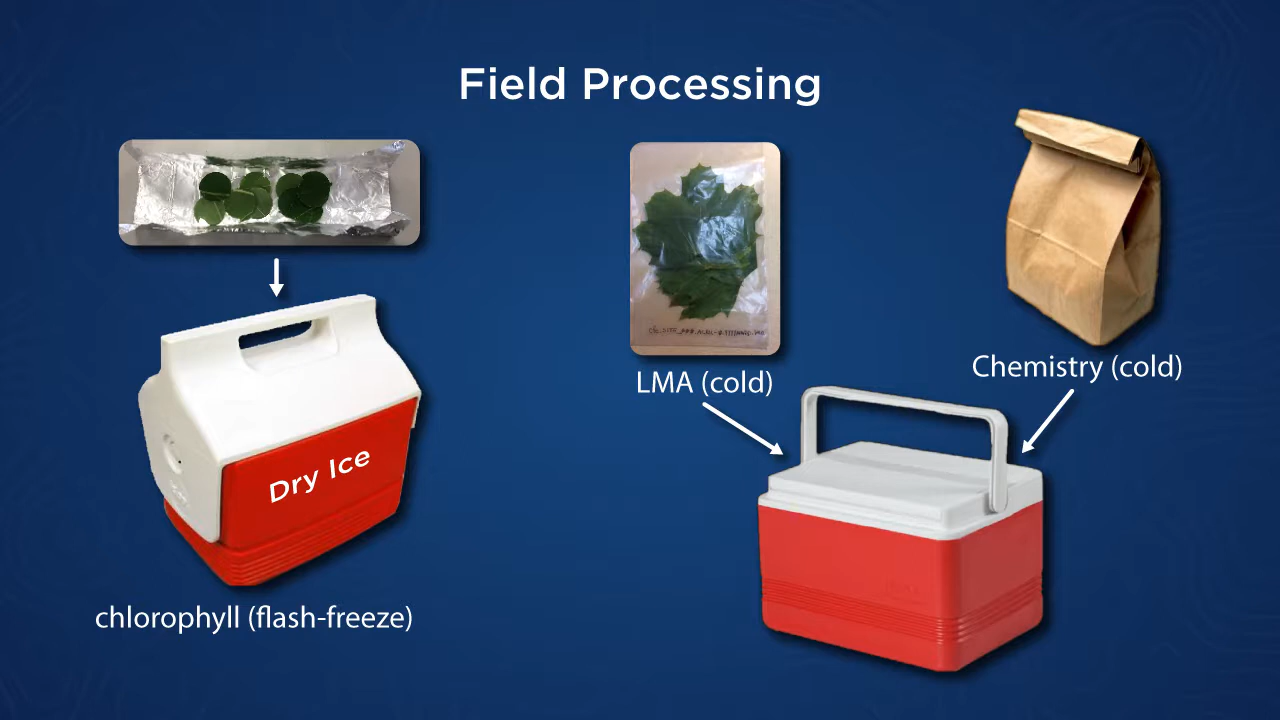 Field Processing
LMA (cold)
Chemistry (cold)
Dry Ice
chlorophyll (flash-freeze)